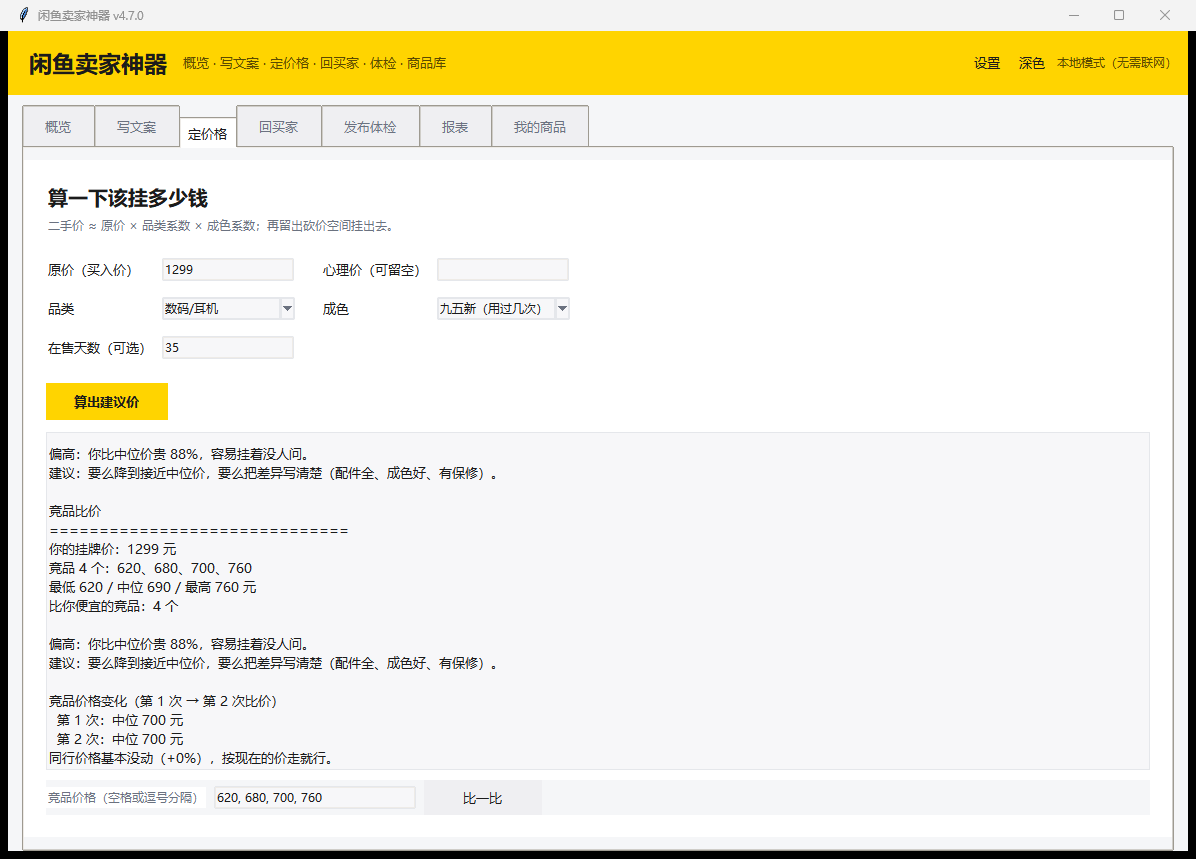 闲鱼卖家神器 v4.7.0
闲鱼卖家神器 概览 · 写文案 · 定价格 · 回买家 · 体检 · 商品库 设置 深色 本地模式（无需联网）
概览 写文案 定价格 回买家 发布体检 报表 我的商品
算一下该挂多少钱
二手价 ≈ 原价 × 品类系数 × 成色系数；再留出砍价空间挂出去。
原价（买入价） 1299 心理价（可留空）
品类 数码/耳机 成色 九五新（用过几次）
在售天数（可选） 35
算出建议价
偏高：你比中位价贵 88%，容易挂着没人问。
建议：要么降到接近中位价，要么把差异写清楚（配件全、成色好、有保修）。
竞品比价
==============================
你的挂牌价：1299 元
竞品 4 个：620、680、700、760
最低 620 / 中位 690 / 最高 760 元
比你便宜的竞品：4 个
偏高：你比中位价贵 88%，容易挂着没人问。
建议：要么降到接近中位价，要么把差异写清楚（配件全、成色好、有保修）。
竞品价格变化（第 1 次 → 第 2 次比价）
第 1 次：中位 700 元
第 2 次：中位 700 元
同行价格基本没动（+0%），按现在的价走就行。
竞品价格（空格或逗号分隔） 620, 680, 700, 760 比一比